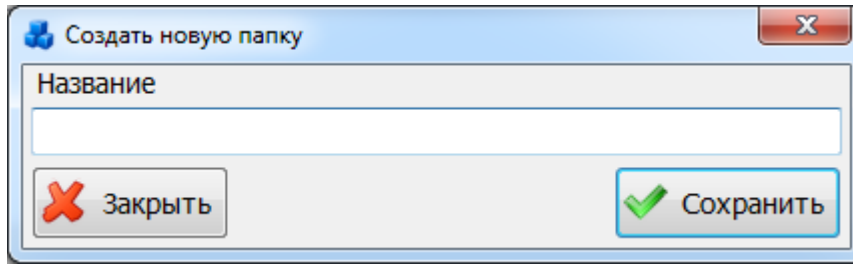 Создать новую папку
Название
Закрыть
Сохранить